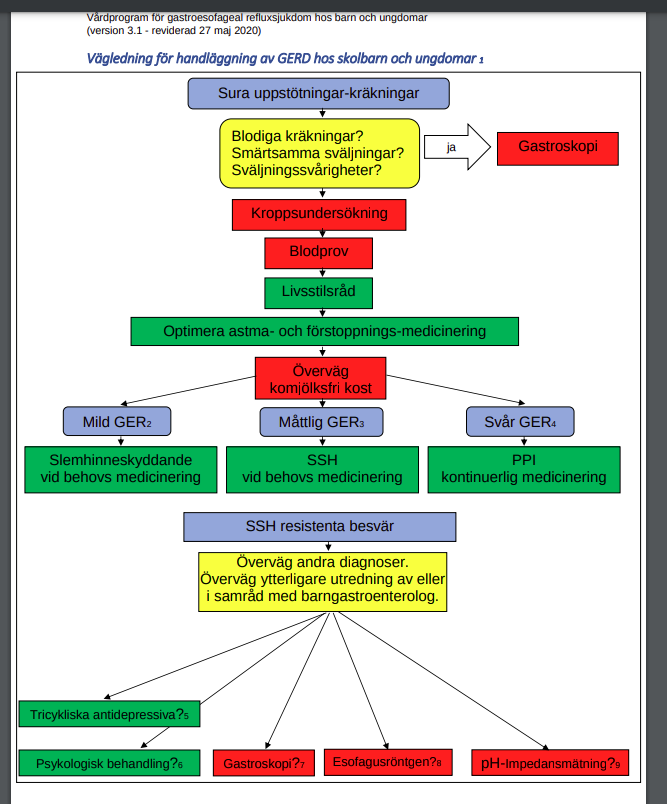 Vårdprogram för gastroesofageal refluxsjukdom hos barn och ungdomar
(version 3.1 - reviderad 27 maj 2020)
Vägledning för handläggning av GERD hos skolbarn och ungdomar 1
Sura uppstötningar-kräkningar
Blodiga kräkningar?
Smärtsamma sväljningar?
Sväljningssvårigheter?
ja
Gastroskopi
Kroppsundersökning
Blodprov
Livsstilsråd
Optimera astma- och förstoppnings-medicinering
Överväg
komjölksfri kost
Mild GER2
Måttlig GER3
Svår GER4
Slemhinneskyddande
vid behovs medicinering
SSH
vid behovs medicinering
PPI
kontinuerlig medicinering
SSH resistenta besvär
Överväg andra diagnoser.
Överväg ytterligare utredning av eller
i samråd med barngastroenterolog.
Tricykliska antidepressiva?5
Psykologisk behandling?6
Gastroskopi?7
Esofagusröntgen?8
pH-Impedansmätning?9